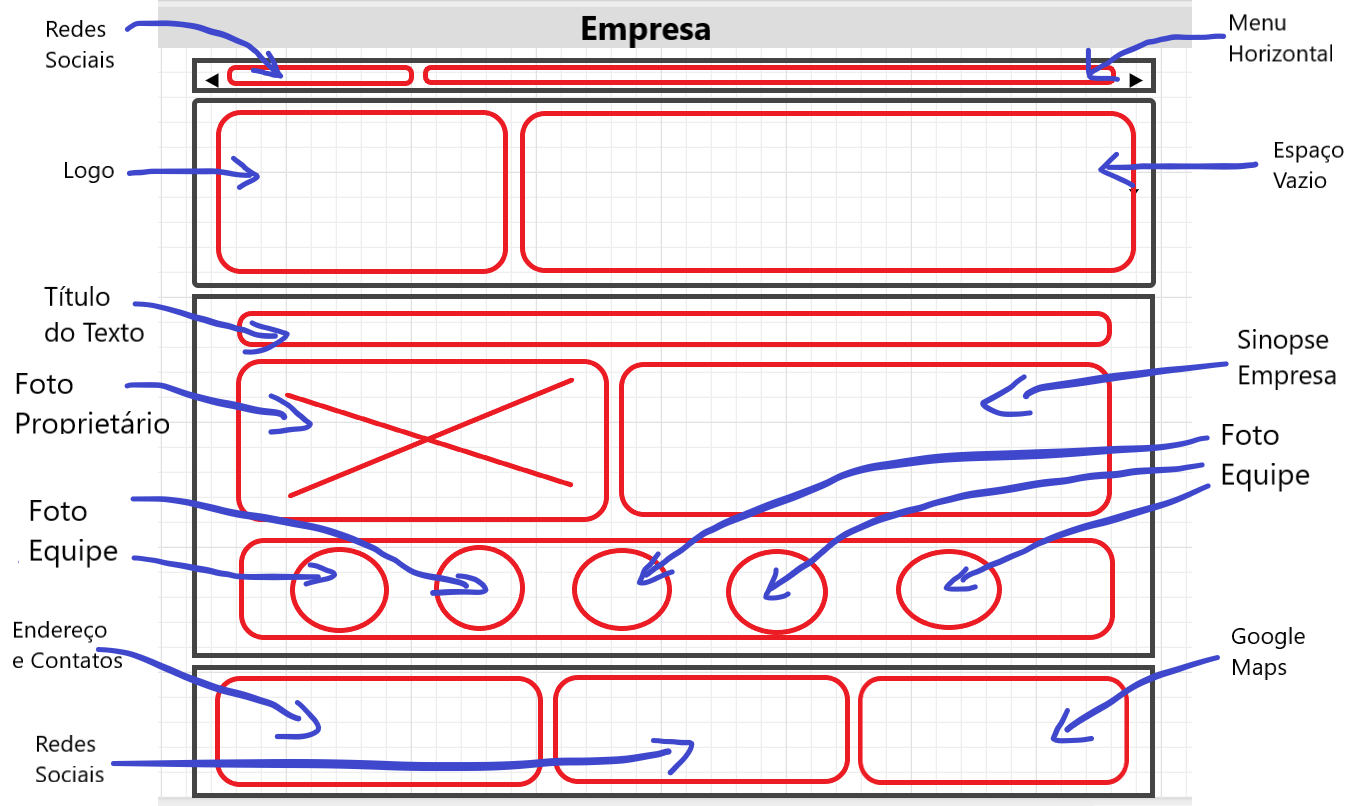 Empresa
Redes
Sociais
Menu
Horizontal
Logo
Espaço
Vazio
Título
do Texto
Sinopse
Empresa
Foto
Proprietário
Foto
Equipe
Foto
Equipe
Endereço
e Contatos
Google
Maps
Redes
Sociais